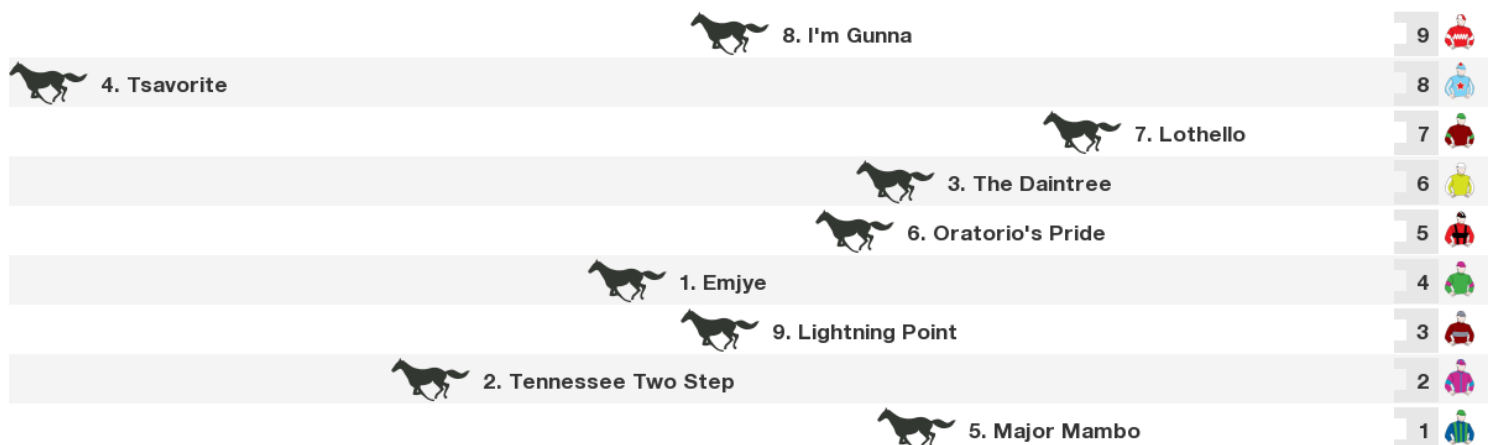 8. I'm Gunna 9
4. Tsavorite 8
7. Lothello 7
3. The Daintree 6
6. Oratorio's Pride 5
1. Emjye 4
9. Lightning Point 3
2. Tennessee Two Step 2
5. Major Mambo 1